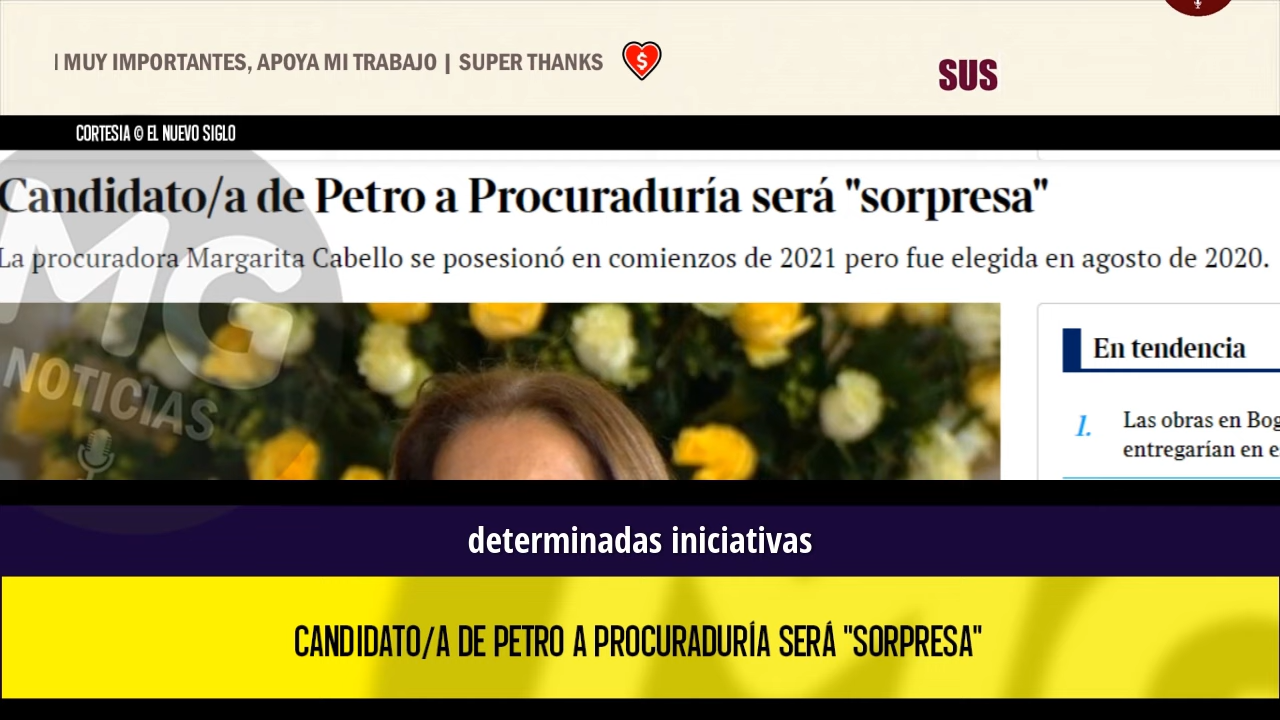 MUY IMPORTANTES, APOYA MI TRABAJO | SUPER THANKS
$
SUS
CORTESIA © EL NUEVO SIGLO
Candidato/a de Petro a Procuraduría será "sorpresa"
La procuradora Margarita Cabello se posesionó en comienzos de 2021 pero fue elegida en agosto de 2020.
MG
NOTICIAS
En tendencia
1.
Las obras en Bog
entregarían en e
determinadas iniciativas
CANDIDATO/A DE PETRO A PROCURADURÍA SERÁ "SORPRESA"